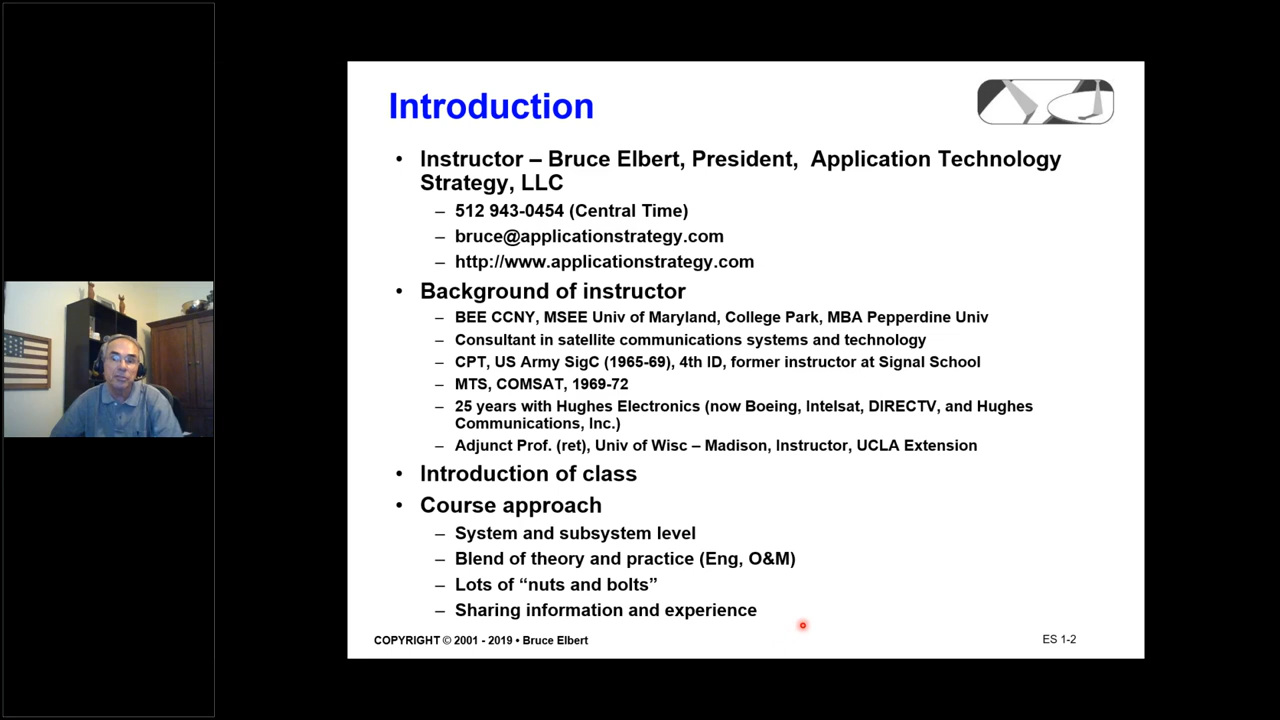 Introduction
• Instructor – Bruce Elbert, President, Application Technology
Strategy, LLC
– 512 943-0454 (Central Time)
– bruce@applicationstrategy.com
– http://www.applicationstrategy.com
• Background of instructor
– BEE CCNY, MSEE Univ of Maryland, College Park, MBA Pepperdine Univ
– Consultant in satellite communications systems and technology
– CPT, US Army SigC (1965-69), 4th ID, former instructor at Signal School
– MTS, COMSAT, 1969-72
– 25 years with Hughes Electronics (now Boeing, Intelsat, DIRECTV, and Hughes
Communications, Inc.)
– Adjunct Prof. (ret), Univ of Wisc – Madison, Instructor, UCLA Extension
• Introduction of class
• Course approach
– System and subsystem level
– Blend of theory and practice (Eng, O&M)
– Lots of “nuts and bolts”
– Sharing information and experience
COPYRIGHT © 2001 - 2019 • Bruce Elbert
ES 1-2